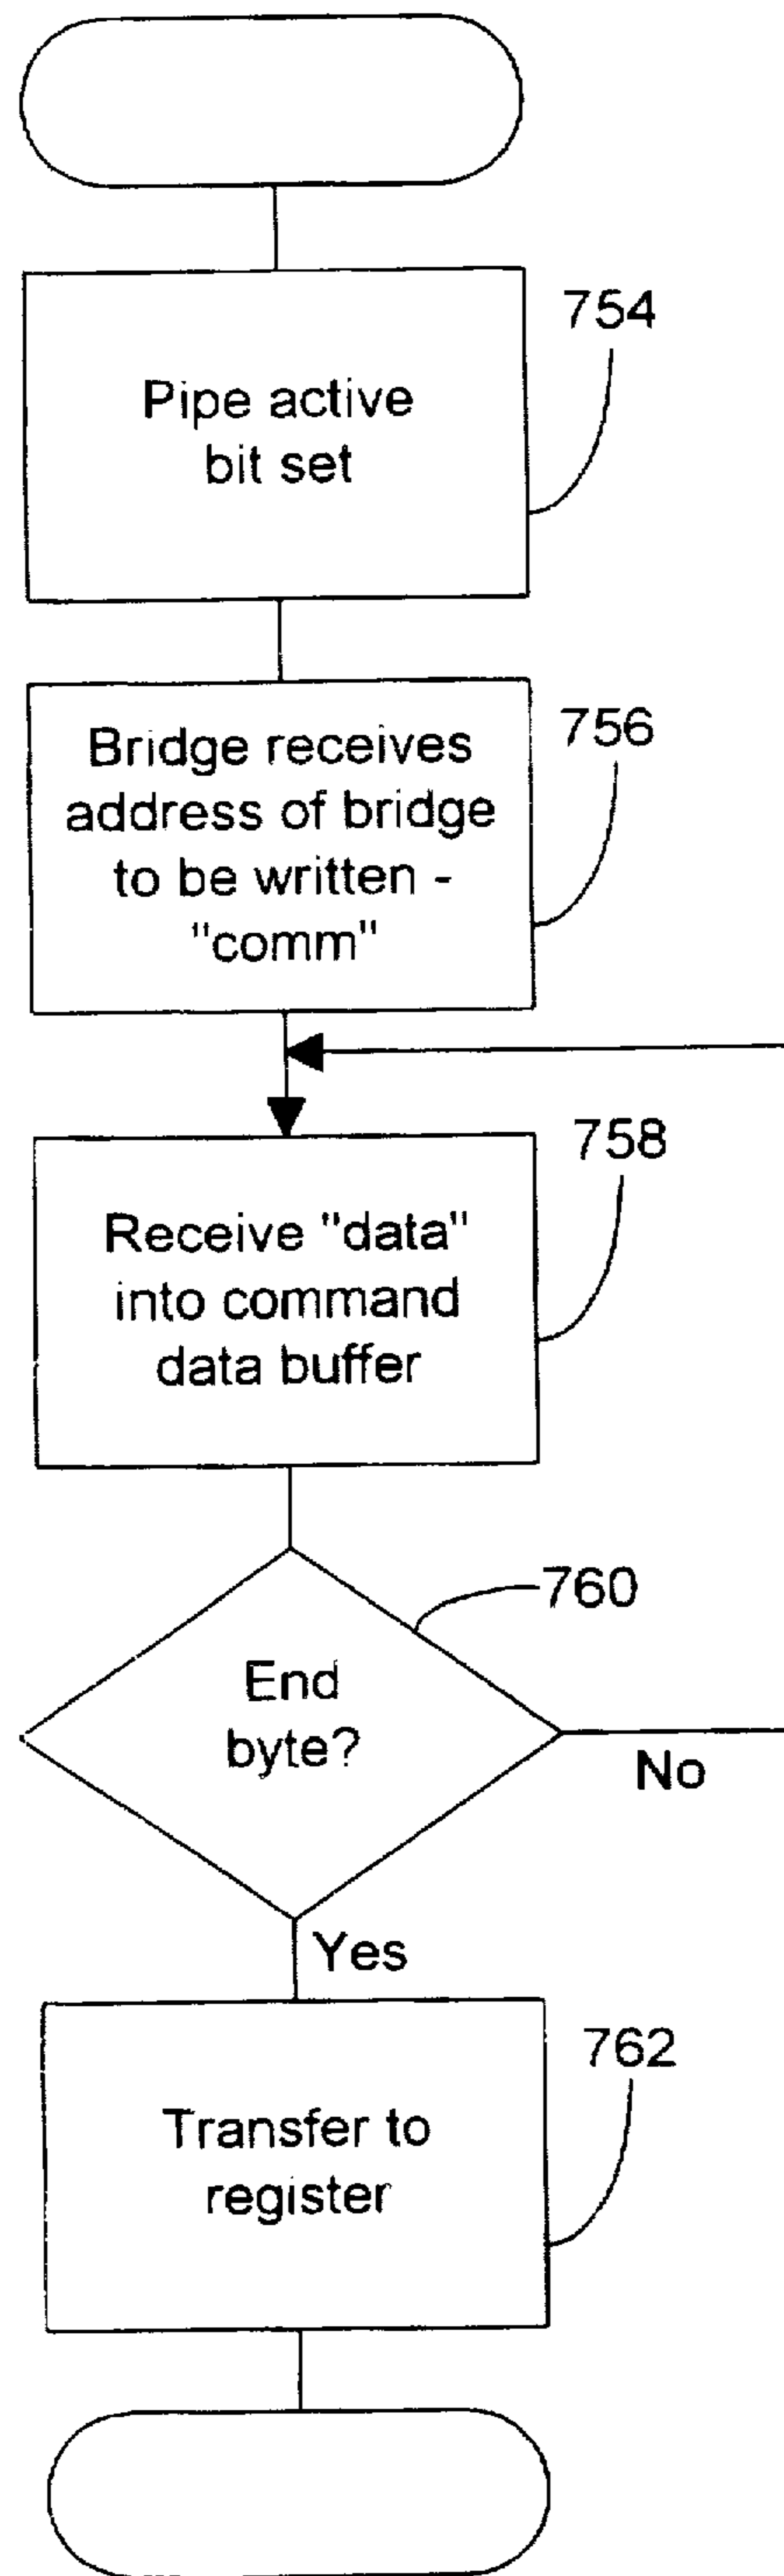 754
Pipe active
bit set
756
Bridge receives
address of bridge
to be written -
"comm"
758
Receive "data"
into command
data buffer
760
End
byte?
No
Yes
762
Transfer to
register